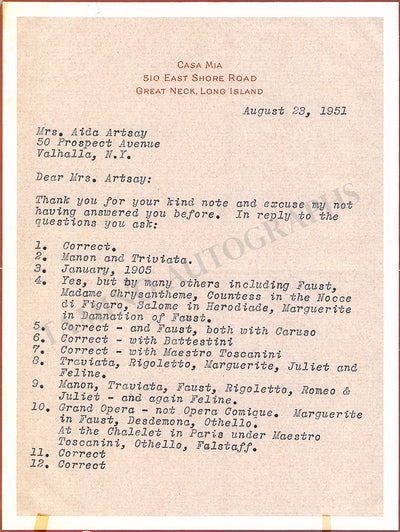 CASA MIA
510 EAST SHORE ROAD
GREAT NECK, LONG ISLAND
August 23, 1951
Mrs. Aida Artsay
50 Prospect Avenue
Valhalla, N.Y.
Dear Mrs. Artsay:
Thank you for your kind note and excuse my not
having answered you before. In reply to the
questions you ask:
1. Correct.
2. Manon and Triviata.
3. January, 1905
4. Yes, but by many others including Faust,
Madame Chrysantheme, Countess in the Nocce
di Figaro, Salome in Herodiade, Marguerite
in Damnation of Faust.
5. Correct - and Faust, both with Caruso
6. Correct - with Battestini
7. Correct - with Maestro Toscanini
8. Traviata, Rigoletto, Marguerite, Juliet and
Feline.
9. Manon, Traviata, Faust, Rigoletto, Romeo &
Juliet - and again Feline.
10. Grand Opera - not Opera Comique. Marguerite
in Faust, Desdemona, Othello.
At the Chalelet in Paris under Maestro
Toscanini, Othello, Falstaff.
11. Correct
12. Correct
AUTOGRAPHS